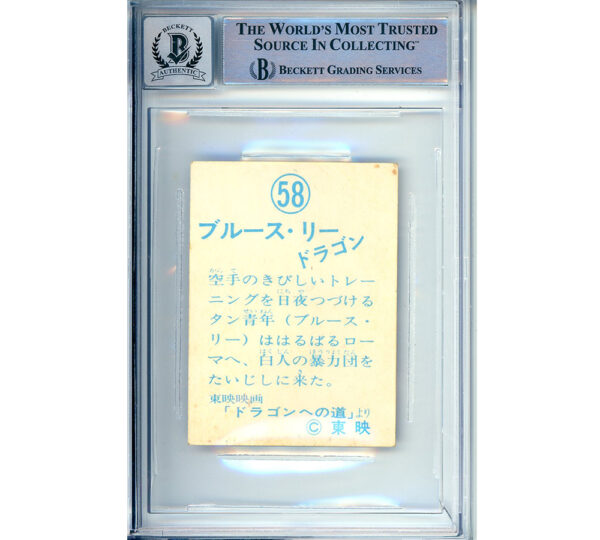 BECKETT
B
AUTHENTIC
THE WORLD'S MOST TRUSTED
SOURCE IN COLLECTING™
B BECKETT GRADING SERVICES
58
ブルース・リー
ドラゴン
空手のきびしいトレー
ニングを日夜つづける
タン青年（ブルース・
リー）ははるばるロー
マへ、白人の暴力団を
たいじしに来た。
東映映画
「ドラゴンへの道」より
© 東映